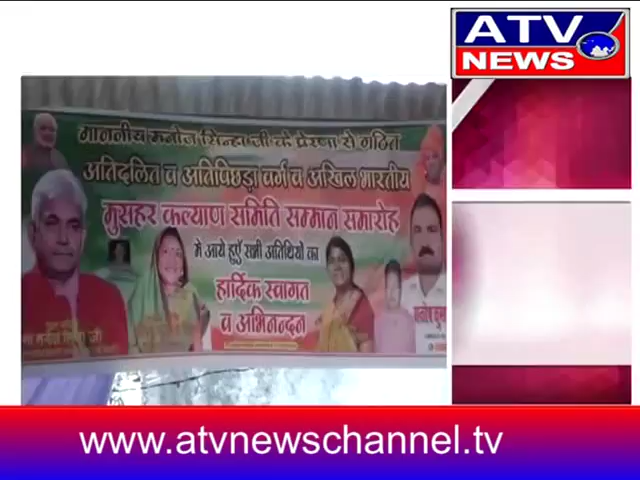 ATV
NEWS
माननीय मनोज सिन्हा जी के प्रेरणा से गठित
अतिदलित व अतिपिछड़ा वर्ग व अखिल भारतीय
मुसहर कल्याण समिति सम्मान समारोह
मे आये हुऐ सभी अतिथियों का
हार्दिक स्वागत
व अभिनन्दन
www.atvnewschannel.tv